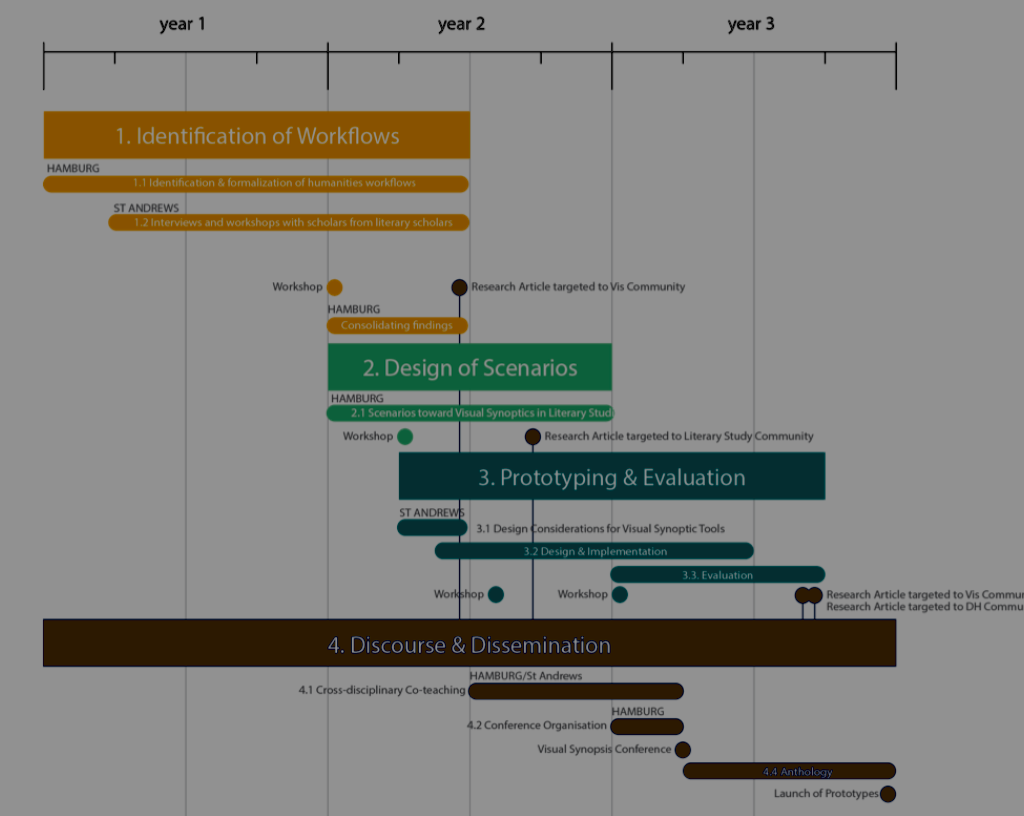 year 1
year 2
year 3
1. Identification of Workflows
HAMBURG
1.1 Identification & formalization of humanities workflows
ST ANDREWS
1.2 Interviews and workshops with scholars from literary scholars
Workshop
Research Article targeted to Vis Community
HAMBURG
Consolidating findings
2. Design of Scenarios
HAMBURG
2.1 Scenarios toward Visual Synoptics in Literary Stud
Workshop
Research Article targeted to Literary Study Community
3. Prototyping & Evaluation
ST ANDREWS
3.1 Design Considerations for Visual Synoptic Tools
3.2 Design & Implementation
3.3. Evaluation
Workshop
Workshop
Research Article targeted to Vis Commun
Research Article targeted to DH Commu
4. Discourse & Dissemination
HAMBURG/St Andrews
4.1 Cross-disciplinary Co-teaching
HAMBURG
4.2 Conference Organisation
Visual Synopsis Conference
4.4 Anthology
Launch of Prototypes